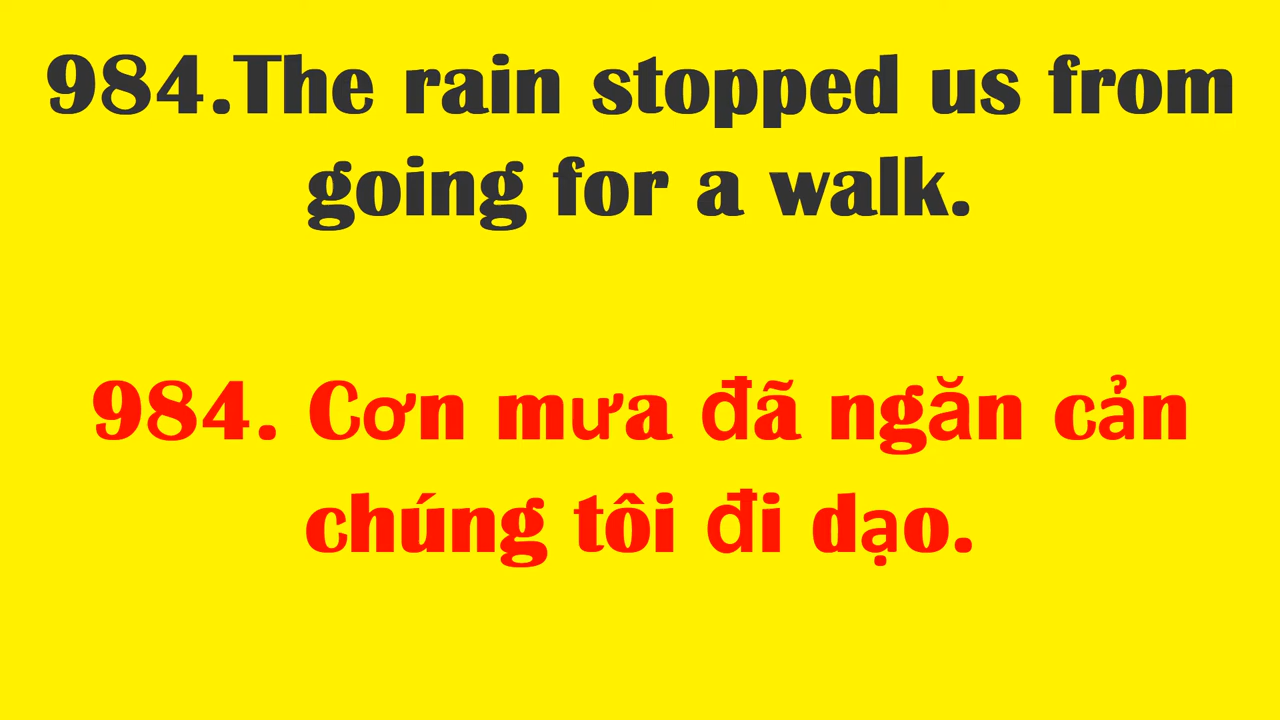 984.The rain stopped us from
going for a walk.
984. Cơn mưa đã ngăn cản
chúng tôi đi dạo.